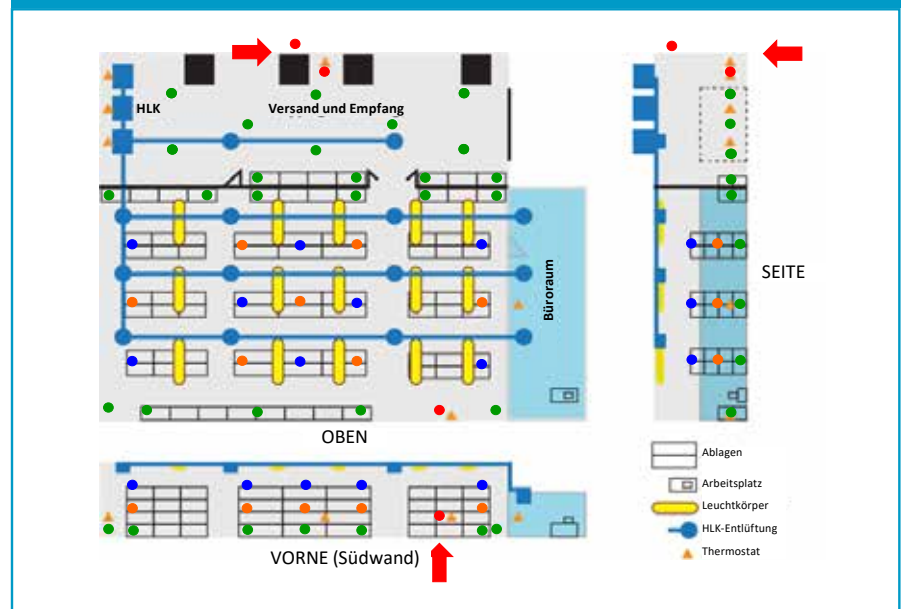 HLK
Versand und Empfang
Büroraum
SEITE
OBEN
VORNE (Südwand)
Ablagen
Arbeitsplatz
Leuchtkörper
HLK-Entlüftung
Thermostat